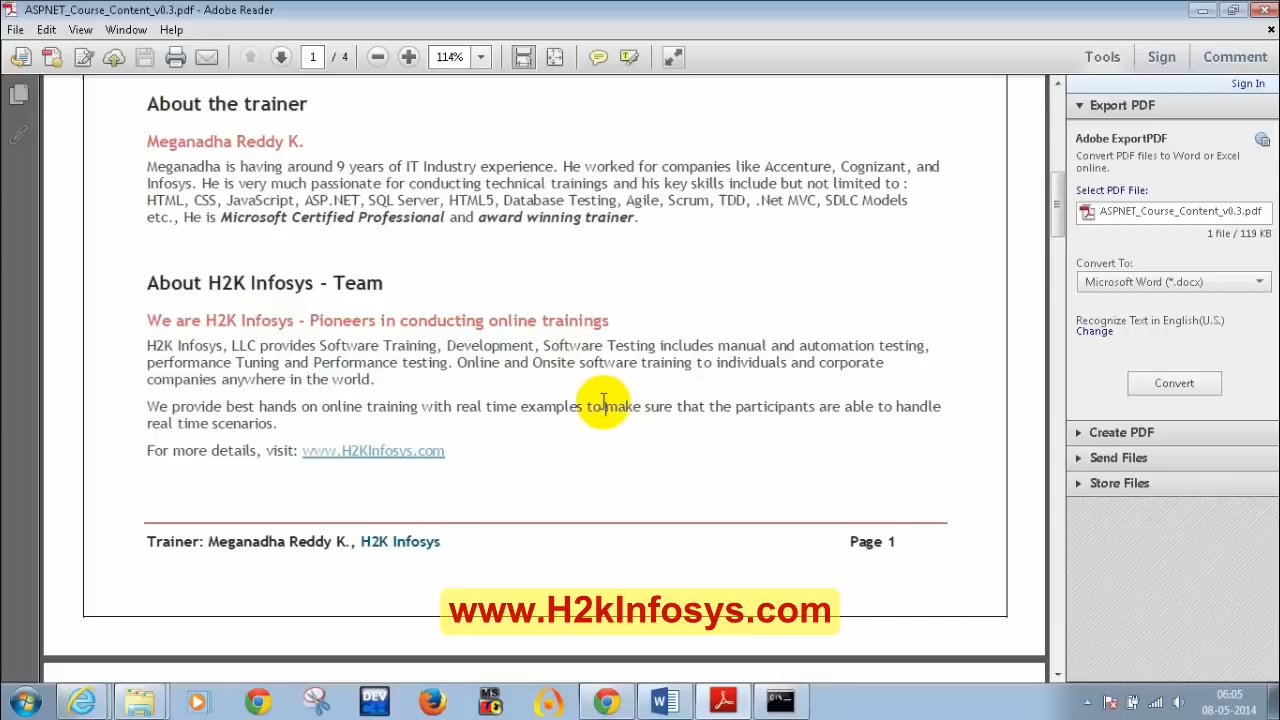 ASPNET_Course_Content_v0.3.pdf - Adobe Reader
File Edit View Window Help
1 / 4 114% Tools Sign Comment
Sign In
About the trainer
Meganadha Reddy K.
Meganadha is having around 9 years of IT Industry experience. He worked for companies like Accenture, Cognizant, and
Infosys. He is very much passionate for conducting technical trainings and his key skills include but not limited to :
HTML, CSS, JavaScript, ASP.NET, SQL Server, HTML5, Database Testing, Agile, Scrum, TDD, .Net MVC, SDLC Models
etc., He is Microsoft Certified Professional and award winning trainer.
About H2K Infosys - Team
We are H2K Infosys - Pioneers in conducting online trainings
H2K Infosys, LLC provides Software Training, Development, Software Testing includes manual and automation testing,
performance Tuning and Performance testing. Online and Onsite software training to individuals and corporate
companies anywhere in the world.
We provide best hands on online training with real time examples to make sure that the participants are able to handle
real time scenarios.
For more details, visit: www.H2KInfosys.com
Trainer: Meganadha Reddy K., H2K Infosys Page 1
www.H2kInfosys.com
Export PDF
Adobe ExportPDF
Convert PDF files to Word or Excel
online.
Select PDF File:
ASPNET_Course_Content_v0.3.pdf
1 file / 119 KB
Convert To:
Microsoft Word (*.docx)
Recognize Text in English(U.S.)
Change
Convert
Create PDF
Send Files
Store Files
DEV
MS
06:05
08-05-2014